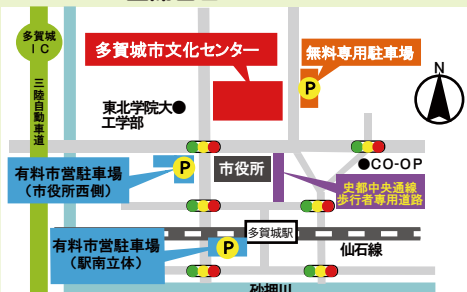 多賀城
IC
三陸自動車道
多賀城市文化センター
無料専用駐車場
P
N
東北学院大
工学部
有料市営駐車場
（市役所西側）
P
市役所
CO-OP
史都中央通線
歩行者専用道路
有料市営駐車場
（駅南立体）
P
多賀城駅
仙石線
砂押川